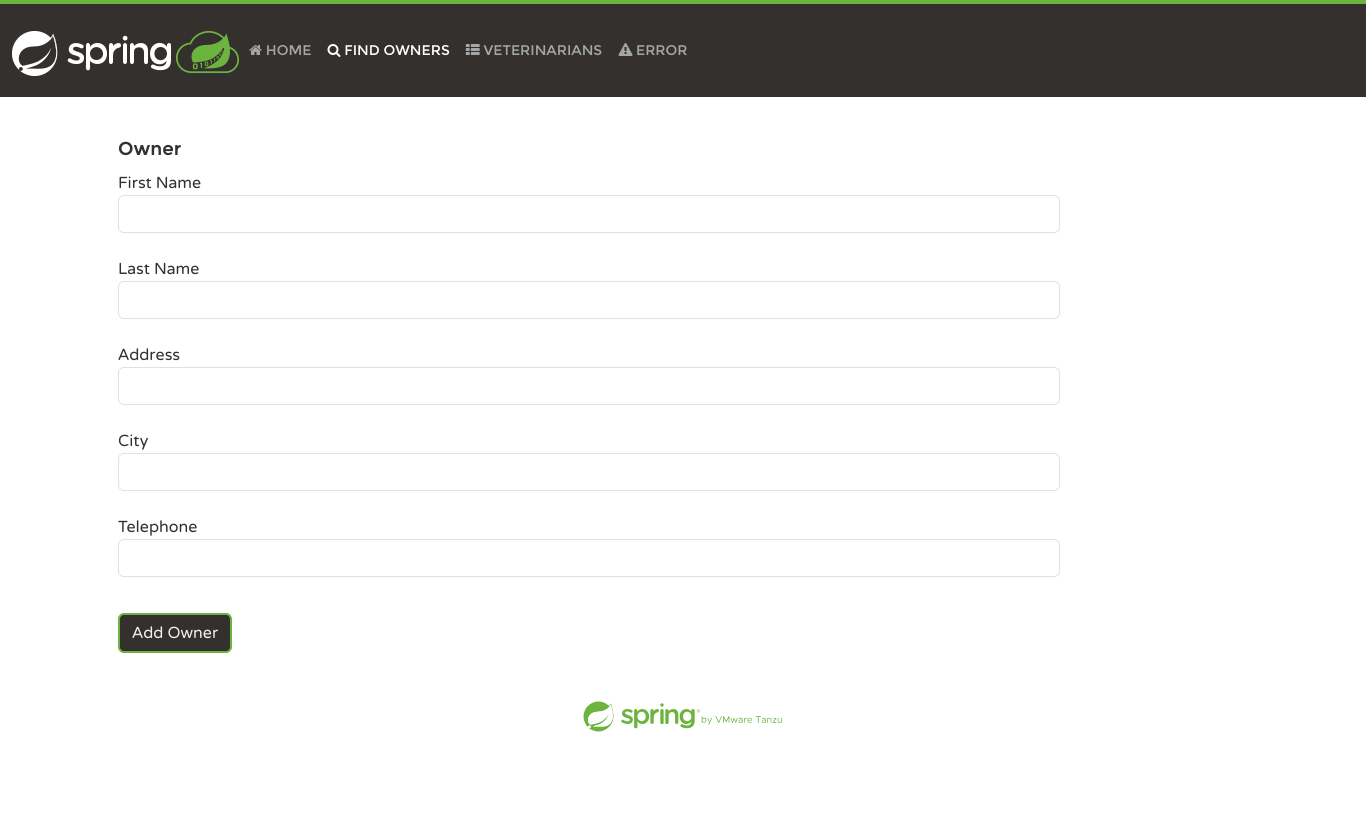 spring HOME FIND OWNERS VETERINARIANS ERROR
Owner
First Name
Last Name
Address
City
Telephone
Add Owner
spring by VMware Tanzu